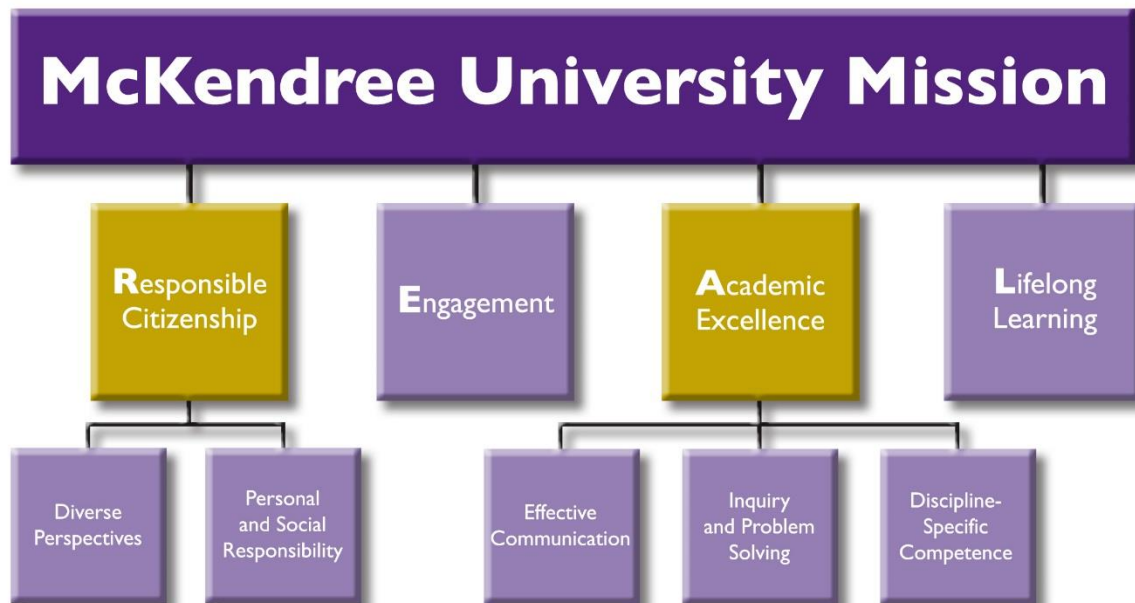 McKendree University Mission
Responsible
Citizenship
Engagement
Academic
Excellence
Lifelong
Learning
Diverse
Perspectives
Personal
and Social
Responsibility
Effective
Communication
Inquiry
and Problem
Solving
Discipline-
Specific
Competence